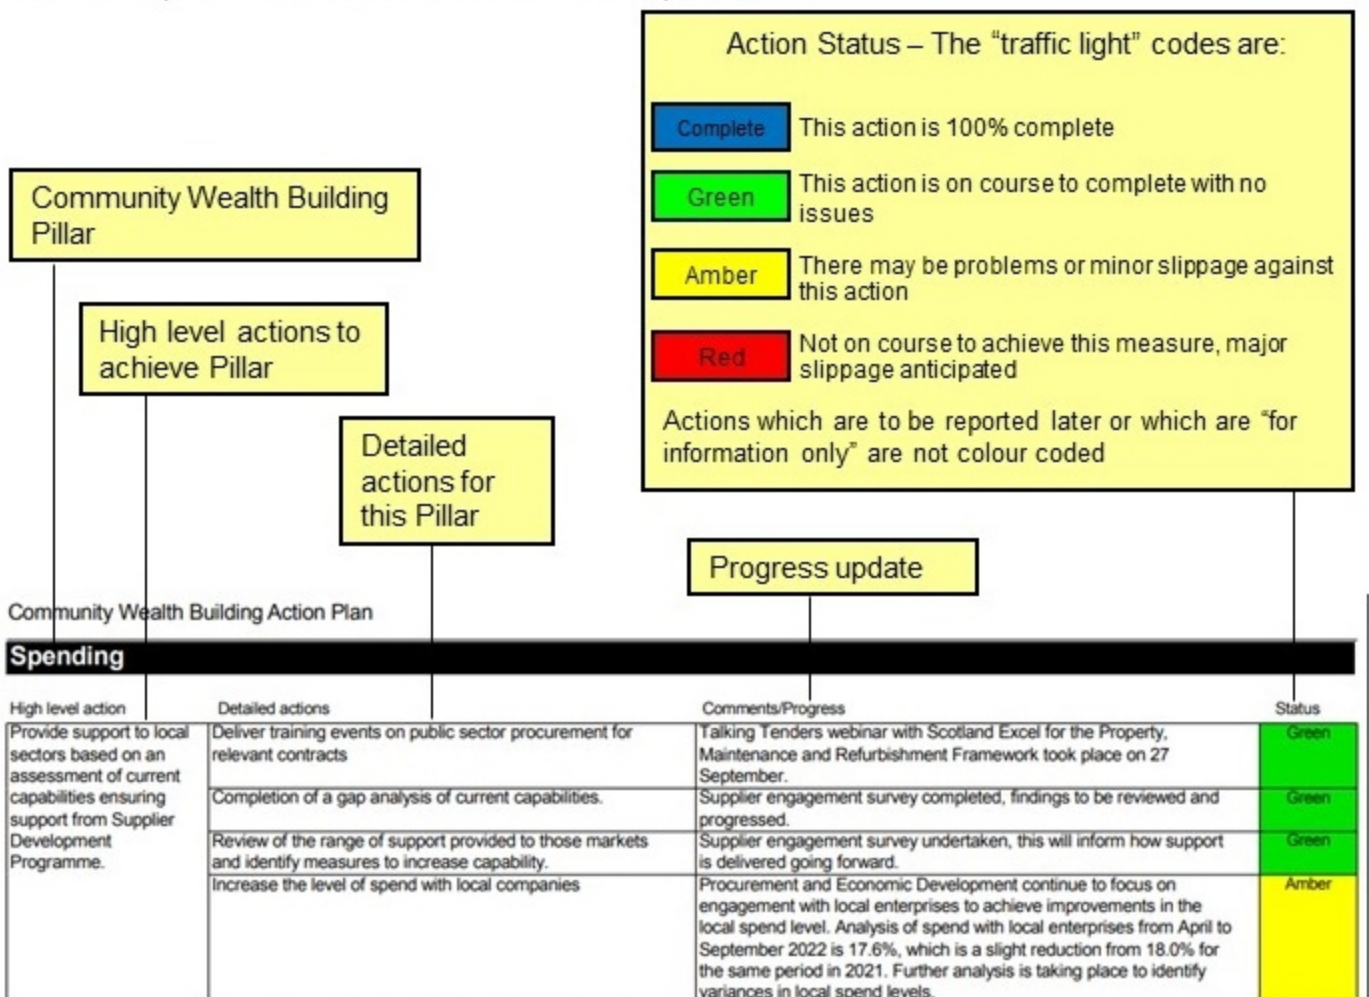 Action Status – The “traffic light” codes are:
Complete
This action is 100% complete
Green
This action is on course to complete with no
issues
Amber
There may be problems or minor slippage against
this action
Red
Not on course to achieve this measure, major
slippage anticipated
Actions which are to be reported later or which are “for
information only” are not colour coded
Community Wealth Building
Pillar
High level actions to
achieve Pillar
Detailed
actions for
this Pillar
Progress update
Community Wealth Building Action Plan
Spending
High level action
Detailed actions
Comments/Progress
Status
Provide support to local
sectors based on an
assessment of current
capabilities ensuring
support from Supplier
Development
Programme.
Deliver training events on public sector procurement for
relevant contracts
Talking Tenders webinar with Scotland Excel for the Property,
Maintenance and Refurbishment Framework took place on 27
September.
Green
Completion of a gap analysis of current capabilities.
Supplier engagement survey completed, findings to be reviewed and
progressed.
Green
Review of the range of support provided to those markets
and identify measures to increase capability.
Supplier engagement survey undertaken, this will inform how support
is delivered going forward.
Green
Increase the level of spend with local companies
Procurement and Economic Development continue to focus on
engagement with local enterprises to achieve improvements in the
local spend level. Analysis of spend with local enterprises from April to
September 2022 is 17.6%, which is a slight reduction from 18.0% for
the same period in 2021. Further analysis is taking place to identify
variances in local spend levels.
Amber